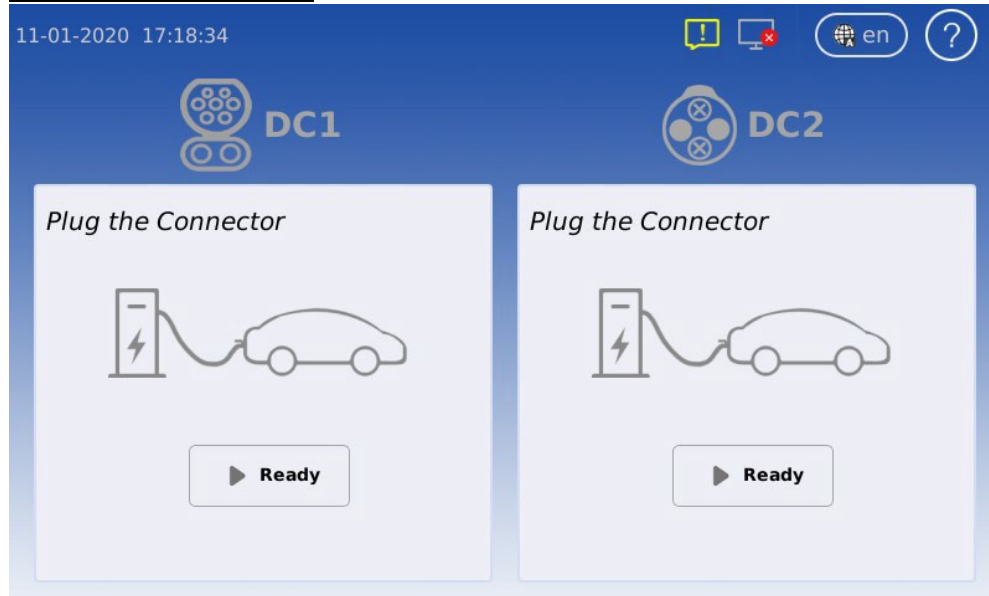 11-01-2020 17:18:34
! en ?
DC1
DC2
Plug the Connector
Plug the Connector
Ready
Ready